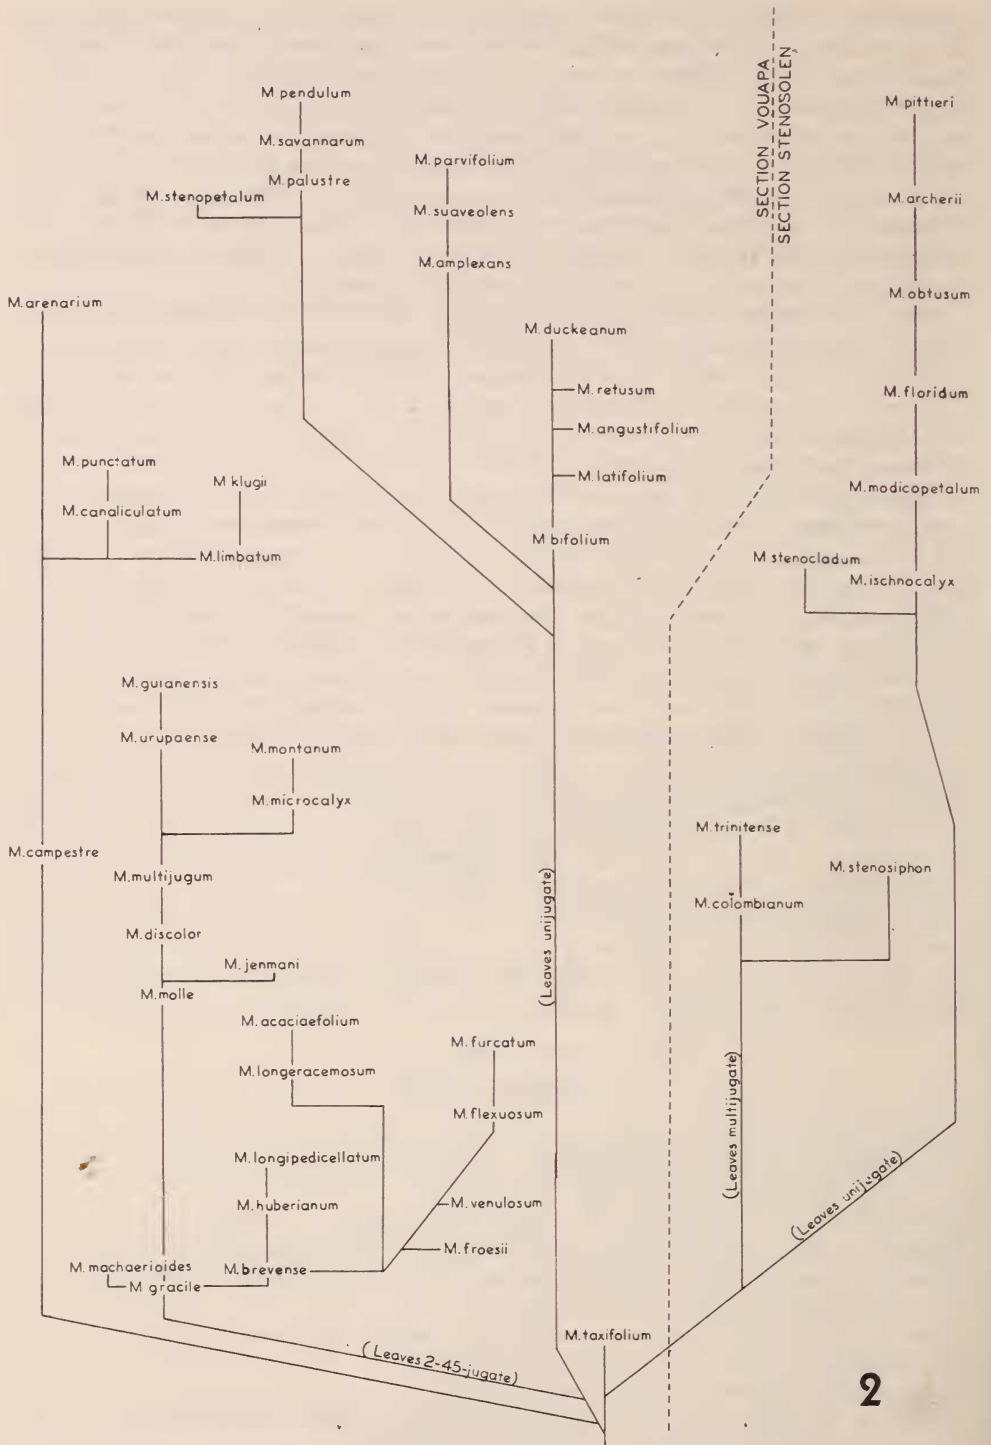 SECTION VOUAPA
SECTION STENOSOLEN
M. pendulum
M. pittieri
M. savannarum
M. parvifolium
M. palustre
M. stenopetalum
M. archerii
M. suaveolens
M. amplexans
M. obtusum
M. arenarium
M. duckeanum
M. retusum
M. floridum
M. angustifolium
M. punctatum
M. latifolium
M klugii
M. modicopetalum
M. canaliculatum
M bifolium
M. limbatum
M stenocladum
M. ischnocalyx
M. guianensis
M. urupaense
M. montanum
M. microcalyx
M. trinitense
M. campestre
M. stenosiphon
M. multijugum
M. colombianum
M. discolor
(Leaves unijugate)
M. jenmani
M. molle
M. acaciaefolium
M. furcatum
M. longeracemosum
M. flexuosum
(Leaves multijugate)
M. longipedicellatum
(Leaves unijugate)
M. huberianum
M. venulosum
M. froesii
M. machaerioides
M. brevense
M gracile
M. taxifolium
(Leaves 2-45-jugate)
2